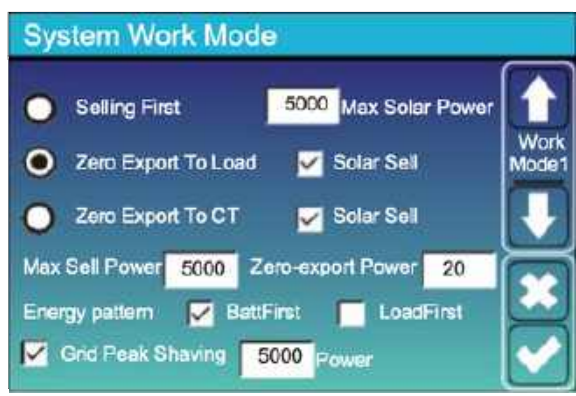 System Work Mode
Selling First 5000 Max Solar Power
Work
Mode1
Zero Export To Load Solar Sell
Zero Export To CT Solar Sell
Max Sell Power 5000 Zero-export Power 20
Energy pattern BattFirst LoadFirst
Grid Peak Shaving 5000 Power